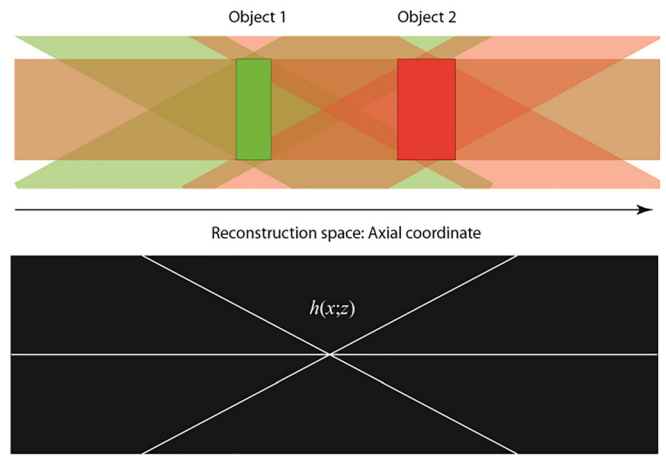 Object 1 Object 2
Reconstruction space: Axial coordinate
h(x;z)